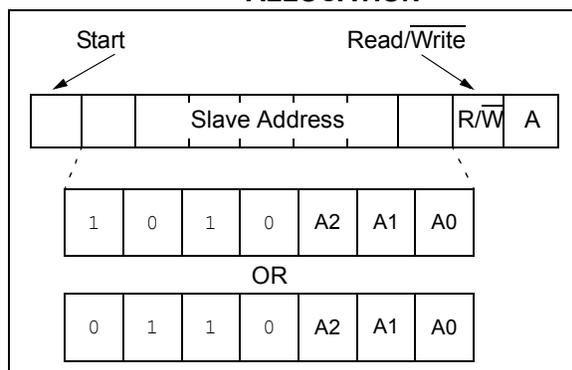 ALLOCATION
Start Read/Write
Slave Address R/W A
1 0 1 0 A2 A1 A0
OR
0 1 1 0 A2 A1 A0